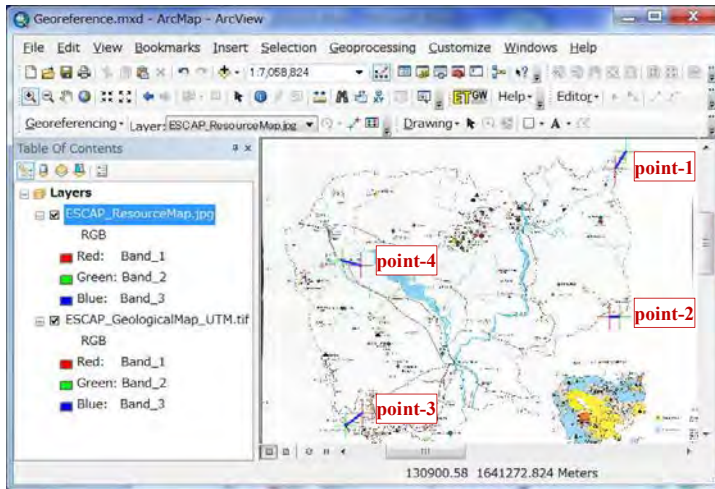 Georeference.mxd - ArcMap - ArcView
File Edit View Bookmarks Insert Selection Geoprocessing Customize Windows Help
1:7,058,824
Help Editor
Georeferencing Layer: ESCAP_ResourceMap.jpg Drawing A
Table Of Contents
Layers
ESCAP_ResourceMap.jpg
RGB
Red: Band_1
Green: Band_2
Blue: Band_3
ESCAP_GeologicalMap_UTM.tif
RGB
Red: Band_1
Green: Band_2
Blue: Band_3
point-1
point-4
point-2
point-3
130900.58 1641272.824 Meters